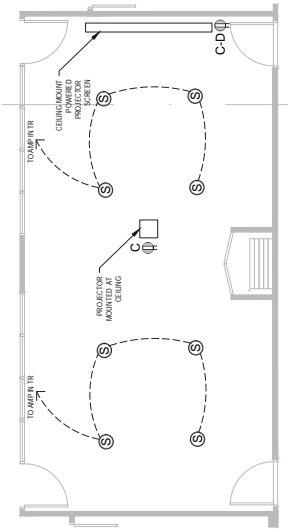 CEILING MOUNT
POWERED
PROJECTOR
SCREEN
C-D
TO AMP IN TR
S
S
S
S
C
PROJECTOR
MOUNTED AT
CEILING
TO AMP IN TR
S
S
S
S